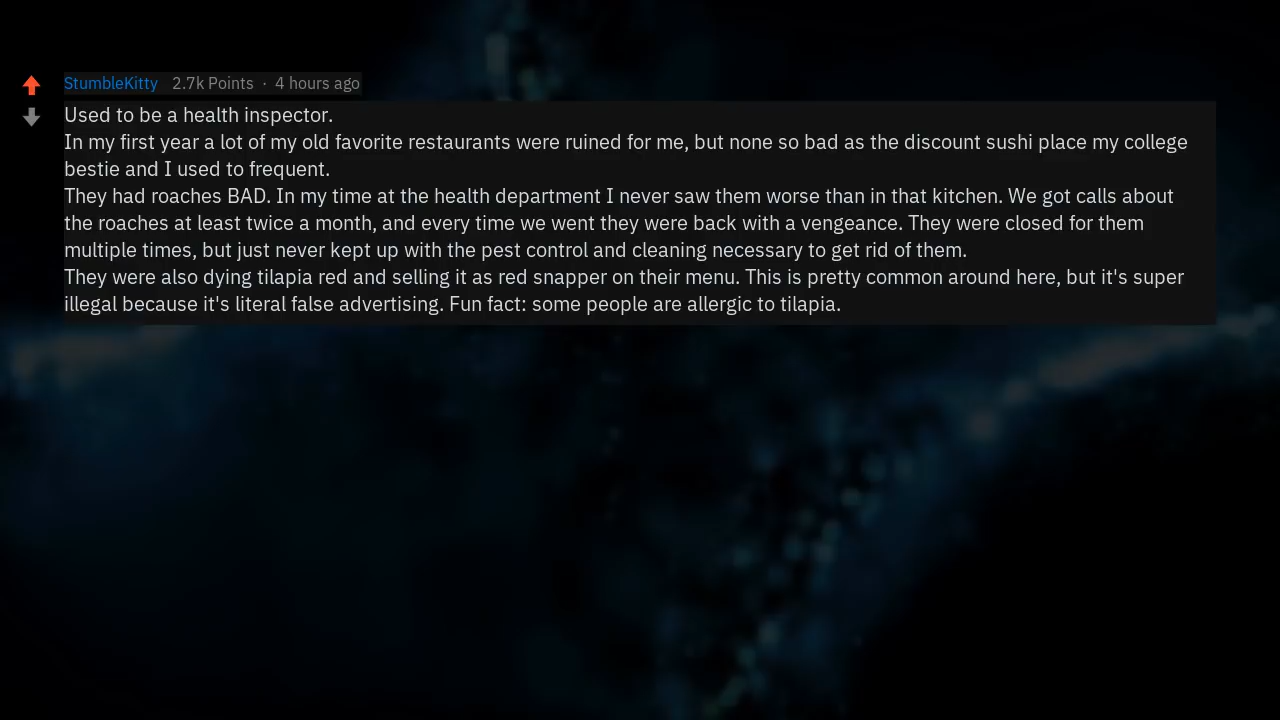 StumbleKitty 2.7k Points · 4 hours ago
Used to be a health inspector.
In my first year a lot of my old favorite restaurants were ruined for me, but none so bad as the discount sushi place my college
bestie and I used to frequent.
They had roaches BAD. In my time at the health department I never saw them worse than in that kitchen. We got calls about
the roaches at least twice a month, and every time we went they were back with a vengeance. They were closed for them
multiple times, but just never kept up with the pest control and cleaning necessary to get rid of them.
They were also dying tilapia red and selling it as red snapper on their menu. This is pretty common around here, but it's super
illegal because it's literal false advertising. Fun fact: some people are allergic to tilapia.